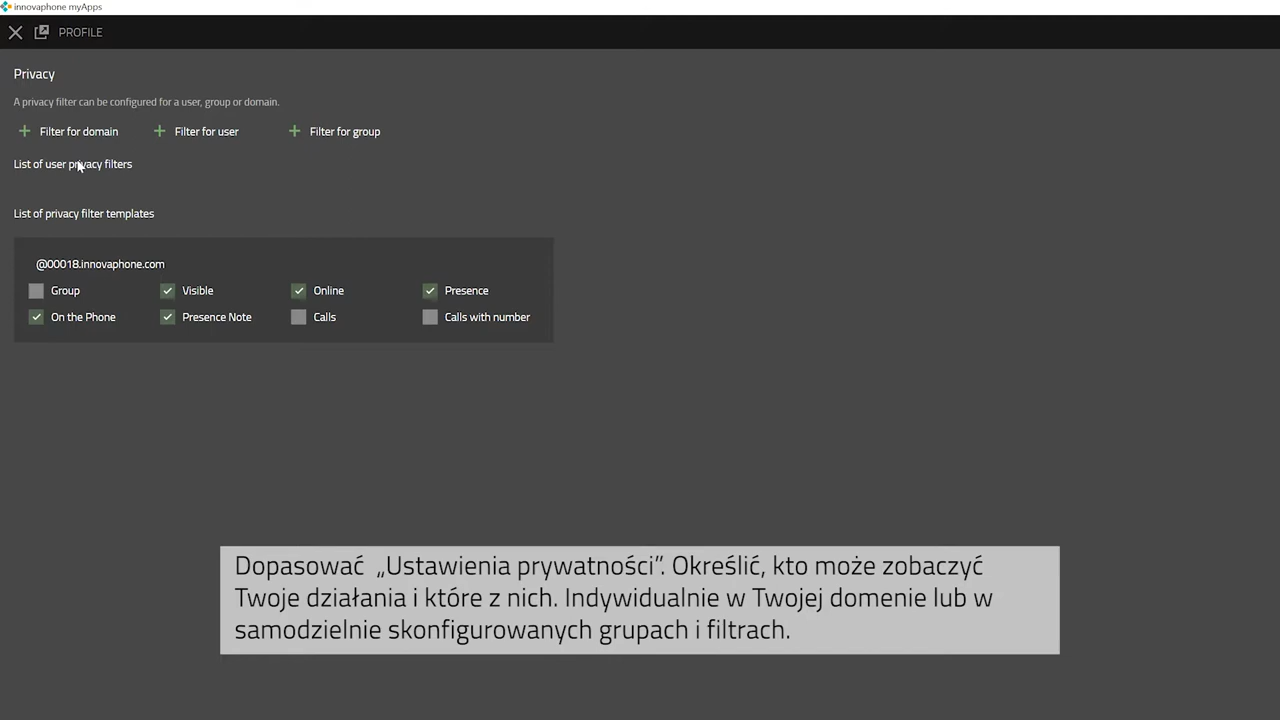 innovaphone myApps
PROFILE
Privacy
A privacy filter can be configured for a user, group or domain.
Filter for domain Filter for user Filter for group
List of user privacy filters
List of privacy filter templates
@00018.innovaphone.com
Group Visible Online Presence
On the Phone Presence Note Calls Calls with number
Dopasować „Ustawienia prywatności”. Określić, kto może zobaczyć
Twoje działania i które z nich. Indywidualnie w Twojej domenie lub w
samodzielnie skonfigurowanych grupach i filtrach.